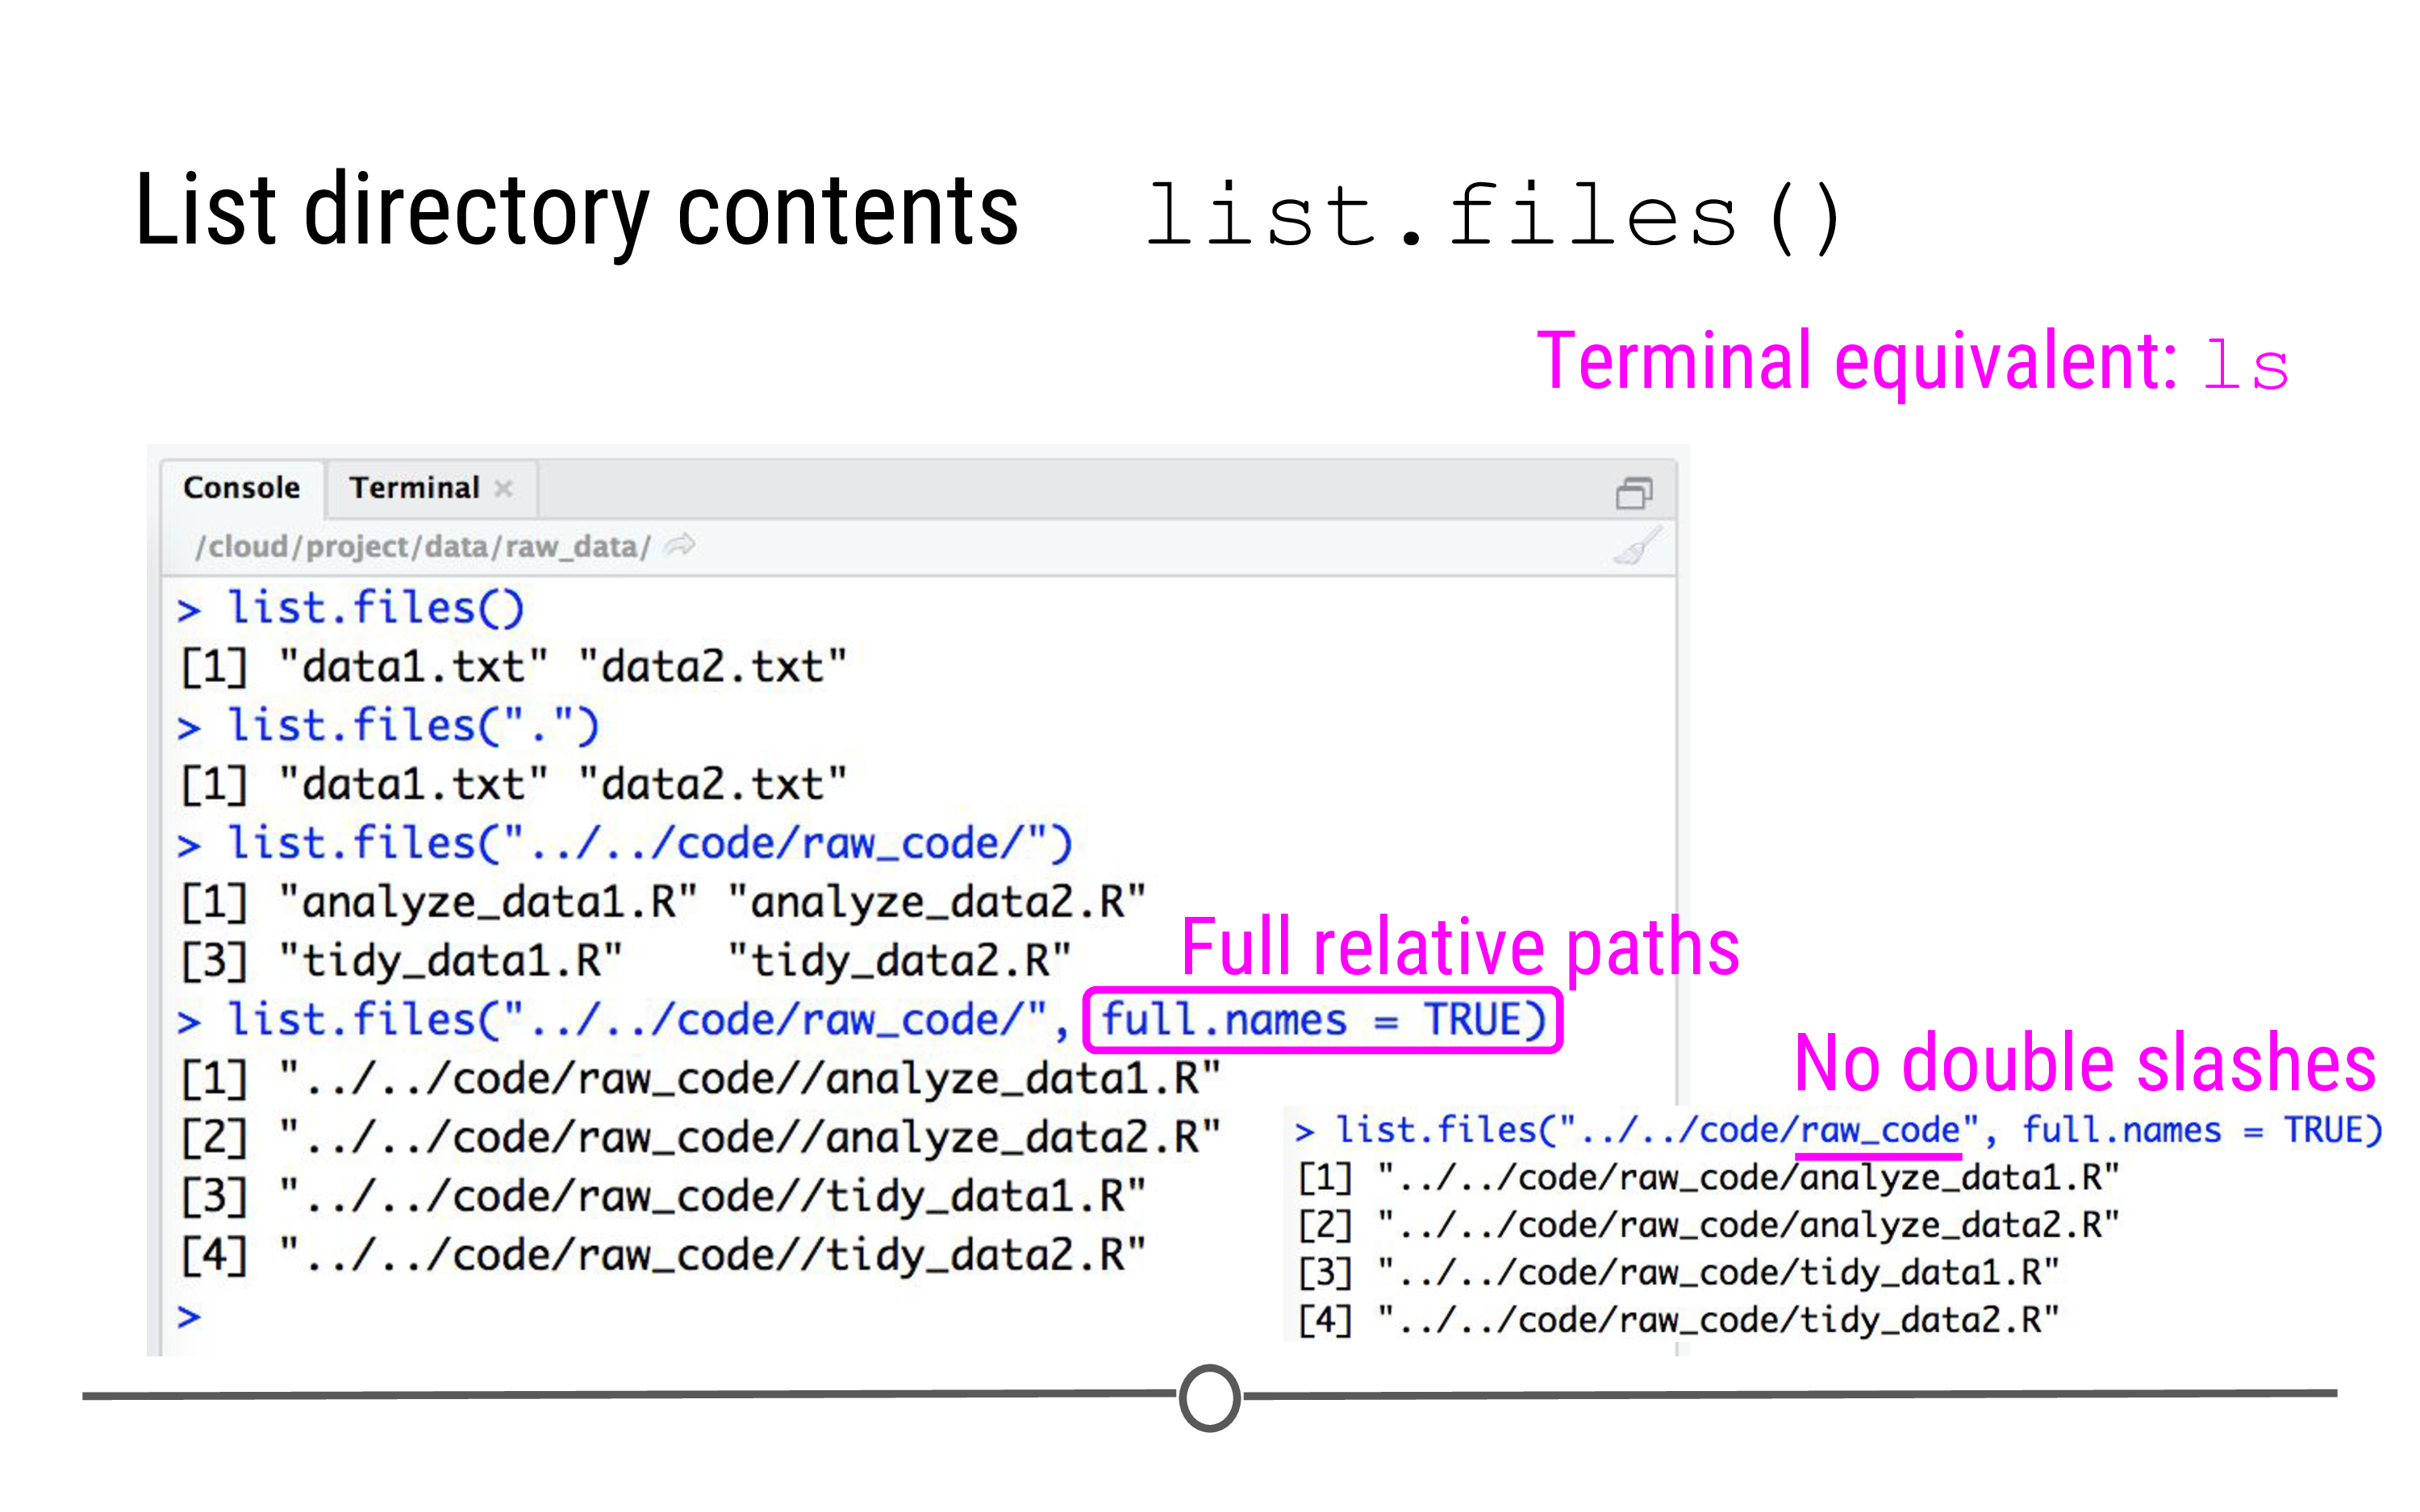 List directory contents list.files()
Terminal equivalent: ls
Console Terminal ×
/cloud/project/data/raw_data/
> list.files()
[1] "data1.txt" "data2.txt"
> list.files(".")
[1] "data1.txt" "data2.txt"
> list.files("../../code/raw_code/")
[1] "analyze_data1.R" "analyze_data2.R"
[3] "tidy_data1.R"    "tidy_data2.R"
Full relative paths
> list.files("../../code/raw_code/", full.names = TRUE)
[1] "../../code/raw_code//analyze_data1.R"
[2] "../../code/raw_code//analyze_data2.R"
[3] "../../code/raw_code//tidy_data1.R"
[4] "../../code/raw_code//tidy_data2.R"
>
No double slashes
> list.files("../../code/raw_code", full.names = TRUE)
[1] "../../code/raw_code/analyze_data1.R"
[2] "../../code/raw_code/analyze_data2.R"
[3] "../../code/raw_code/tidy_data1.R"
[4] "../../code/raw_code/tidy_data2.R"